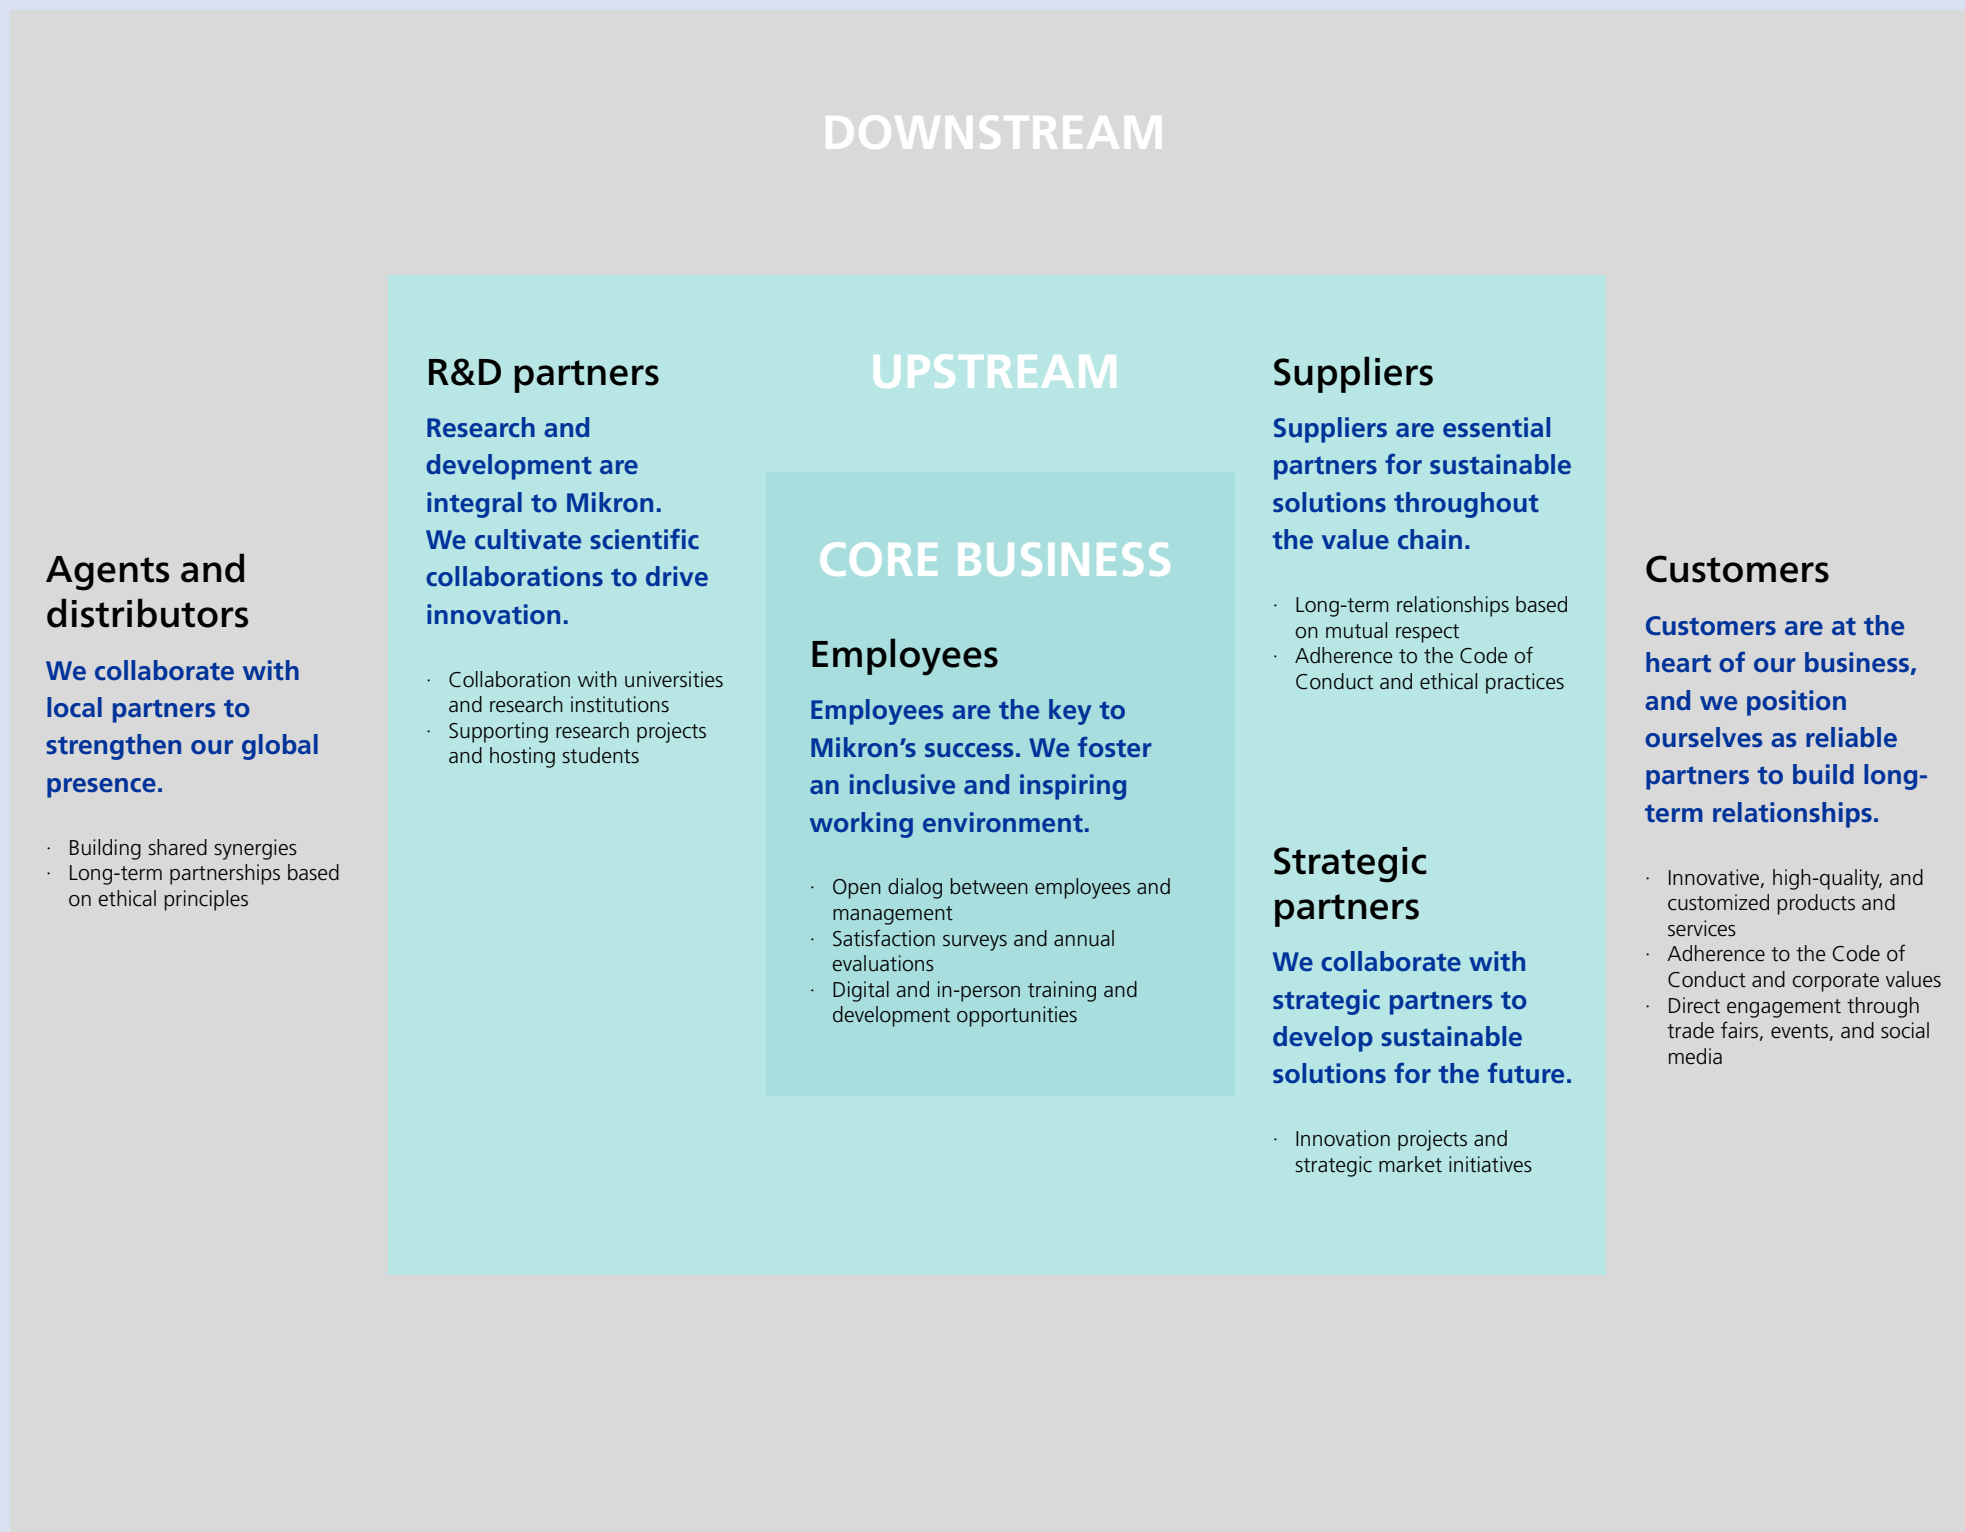 DOWNSTREAM
UPSTREAM
CORE BUSINESS
Agents and
distributors
We collaborate with
local partners to
strengthen our global
presence.
· Building shared synergies
· Long-term partnerships based
on ethical principles
R&D partners
Research and
development are
integral to Mikron.
We cultivate scientific
collaborations to drive
innovation.
· Collaboration with universities
and research institutions
· Supporting research projects
and hosting students
Employees
Employees are the key to
Mikron’s success. We foster
an inclusive and inspiring
working environment.
· Open dialog between employees and
management
· Satisfaction surveys and annual
evaluations
· Digital and in-person training and
development opportunities
Suppliers
Suppliers are essential
partners for sustainable
solutions throughout
the value chain.
· Long-term relationships based
on mutual respect
· Adherence to the Code of
Conduct and ethical practices
Strategic
partners
We collaborate with
strategic partners to
develop sustainable
solutions for the future.
· Innovation projects and
strategic market initiatives
Customers
Customers are at the
heart of our business,
and we position
ourselves as reliable
partners to build long-
term relationships.
· Innovative, high-quality, and
customized products and
services
· Adherence to the Code of
Conduct and corporate values
· Direct engagement through
trade fairs, events, and social
media